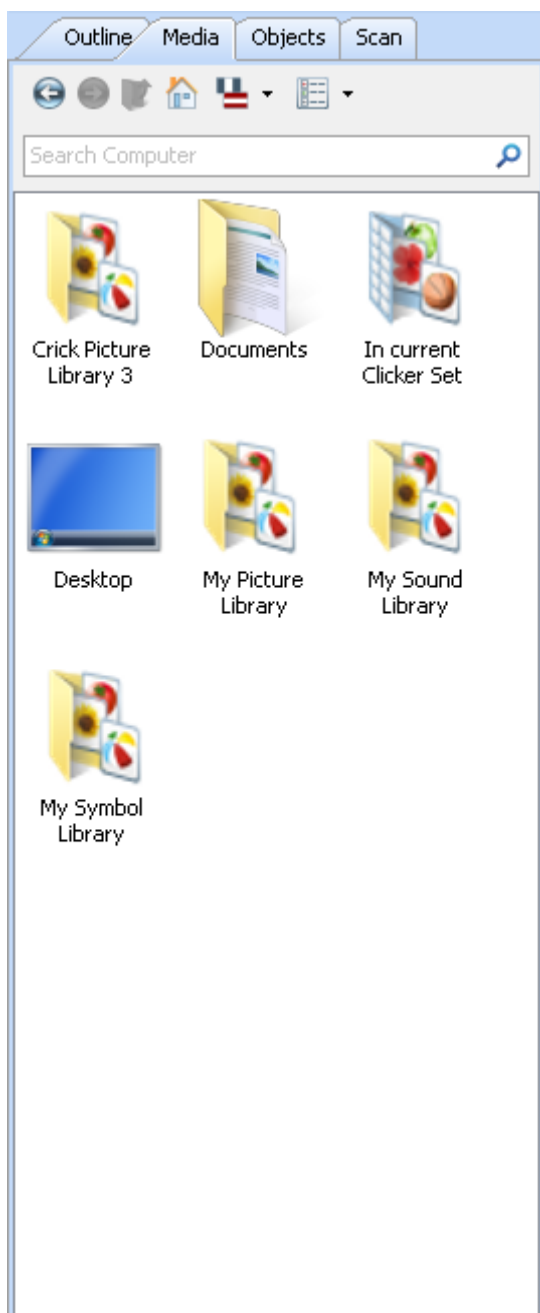 Outline Media Objects Scan
Search Computer
Crick Picture
Library 3
Documents
In current
Clicker Set
Desktop
My Picture
Library
My Sound
Library
My Symbol
Library